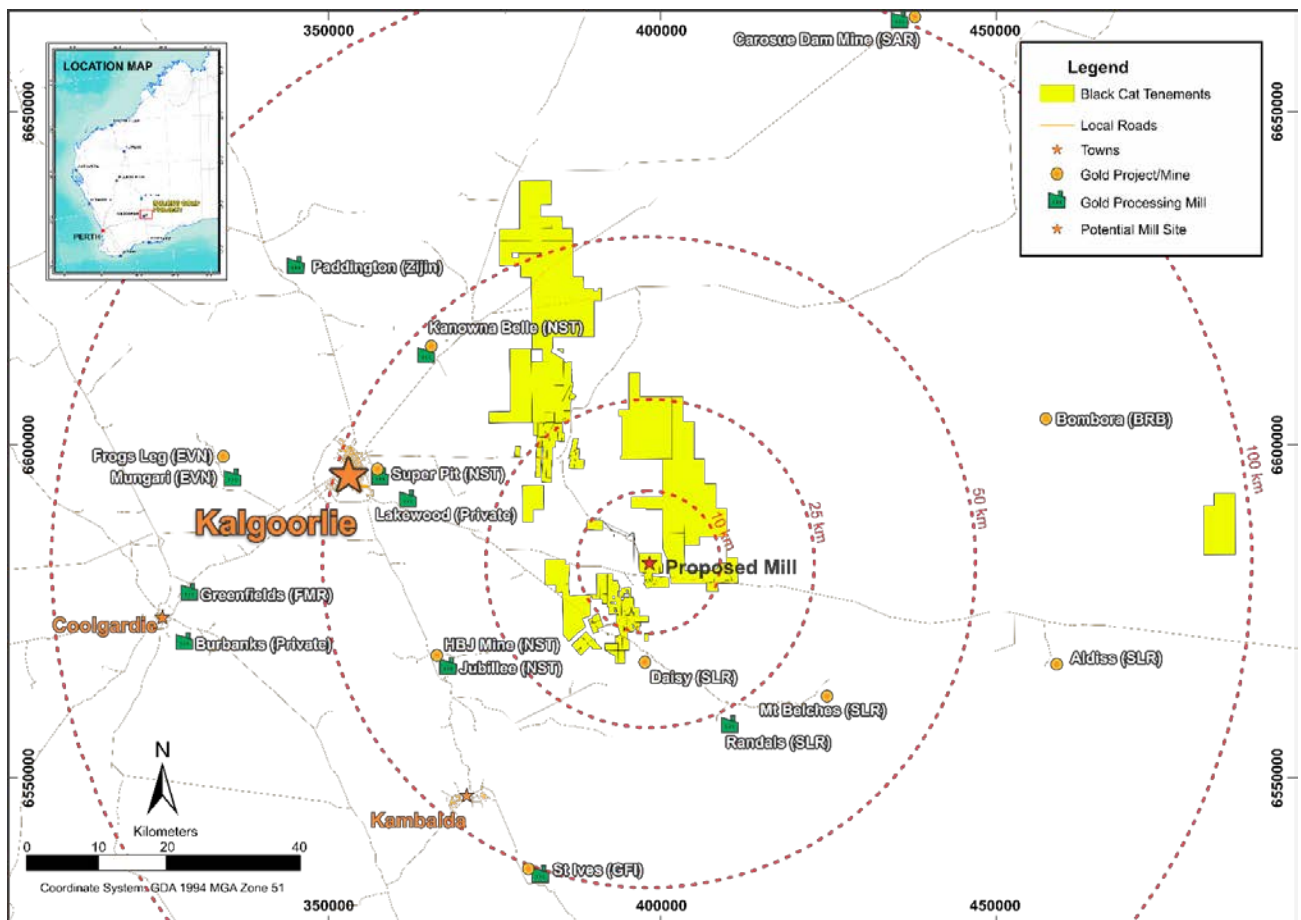 350000
400000
450000
Carosue Dam Mine (SAR)
LOCATION MAP
PERTH
Legend
Black Cat Tenements
Local Roads
Towns
Gold Project/Mine
Gold Processing Mill
Potential Mill Site
6650000
6650000
Paddington (Zijin)
Kanowna Belle (NST)
Bombora (BRB)
6600000
6600000
Frogs Leg (EVN)
Mungari (EVN)
Super Pit (NST)
Lakewood (Private)
Kalgoorlie
10 km
25 km
50 km
100 km
Proposed Mill
Greenfields (FMR)
Coolgardie
Burbanks (Private)
HBJ Mine (NST)
Jubillee (NST)
Daisy (SLR)
Aldiss (SLR)
Mt Belches (SLR)
Randals (SLR)
6550000
6550000
N
Kilometers
0 10 20 40
Coordinate System: GDA 1994 MGA Zone 51
Kambalda
St Ives (GFI)
350000
400000
450000